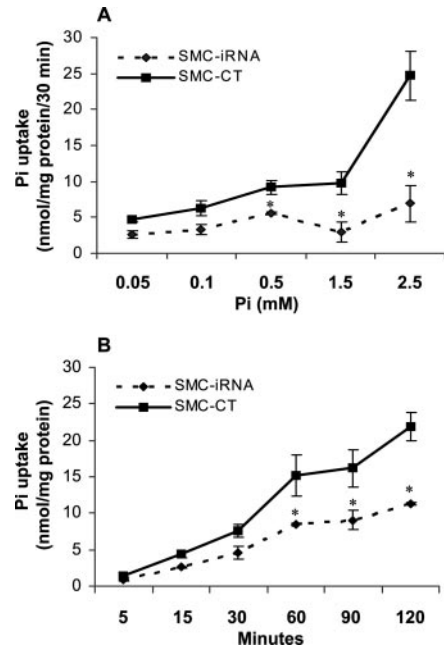 A
SMC-iRNA
SMC-CT
Pi uptake
(nmol/mg protein/30 min)
30
25
20
15
10
5
0
* * *
0.05 0.1 0.5 1.5 2.5
Pi (mM)
B
SMC-iRNA
SMC-CT
Pi uptake
(nmol/mg protein)
30
25
20
15
10
5
0
* * *
5 15 30 60 90 120
Minutes